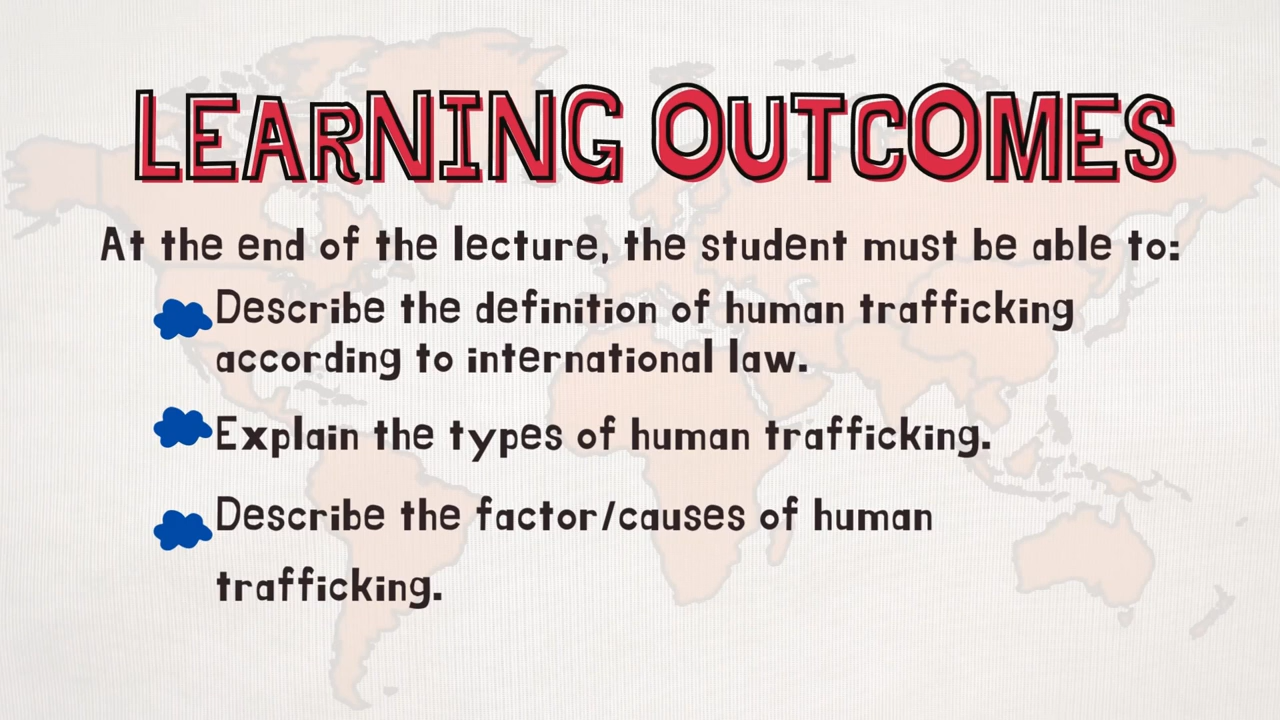 LEARNING OUTCOMES
At the end of the lecture, the student must be able to:
Describe the definition of human trafficking
according to international law.
Explain the types of human trafficking.
Describe the factor/causes of human
trafficking.